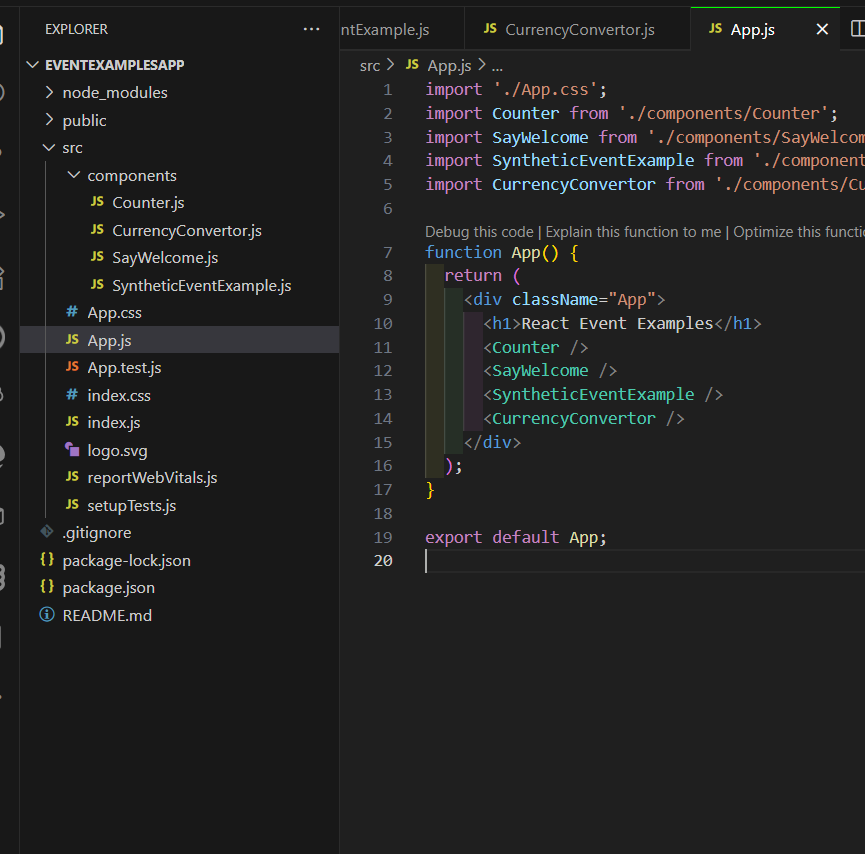 EXPLORER
EVENTEXAMPLESAPP
node_modules
public
src
components
JS Counter.js
JS CurrencyConvertor.js
JS SayWelcome.js
JS SyntheticEventExample.js
# App.css
JS App.js
JS App.test.js
# index.css
JS index.js
logo.svg
JS reportWebVitals.js
JS setupTests.js
.gitignore
{} package-lock.json
{} package.json
README.md
ntExample.js JS CurrencyConvertor.js JS App.js
src > JS App.js > ...
1 import './App.css';
2 import Counter from './components/Counter';
3 import SayWelcome from './components/SayWelcom
4 import SyntheticEventExample from './component
5 import CurrencyConvertor from './components/Cu
6
Debug this code | Explain this function to me | Optimize this functi
7 function App() {
8 return (
9 <div className="App">
10 <h1>React Event Examples</h1>
11 <Counter />
12 <SayWelcome />
13 <SyntheticEventExample />
14 <CurrencyConvertor />
15 </div>
16 );
17 }
18
19 export default App;
20